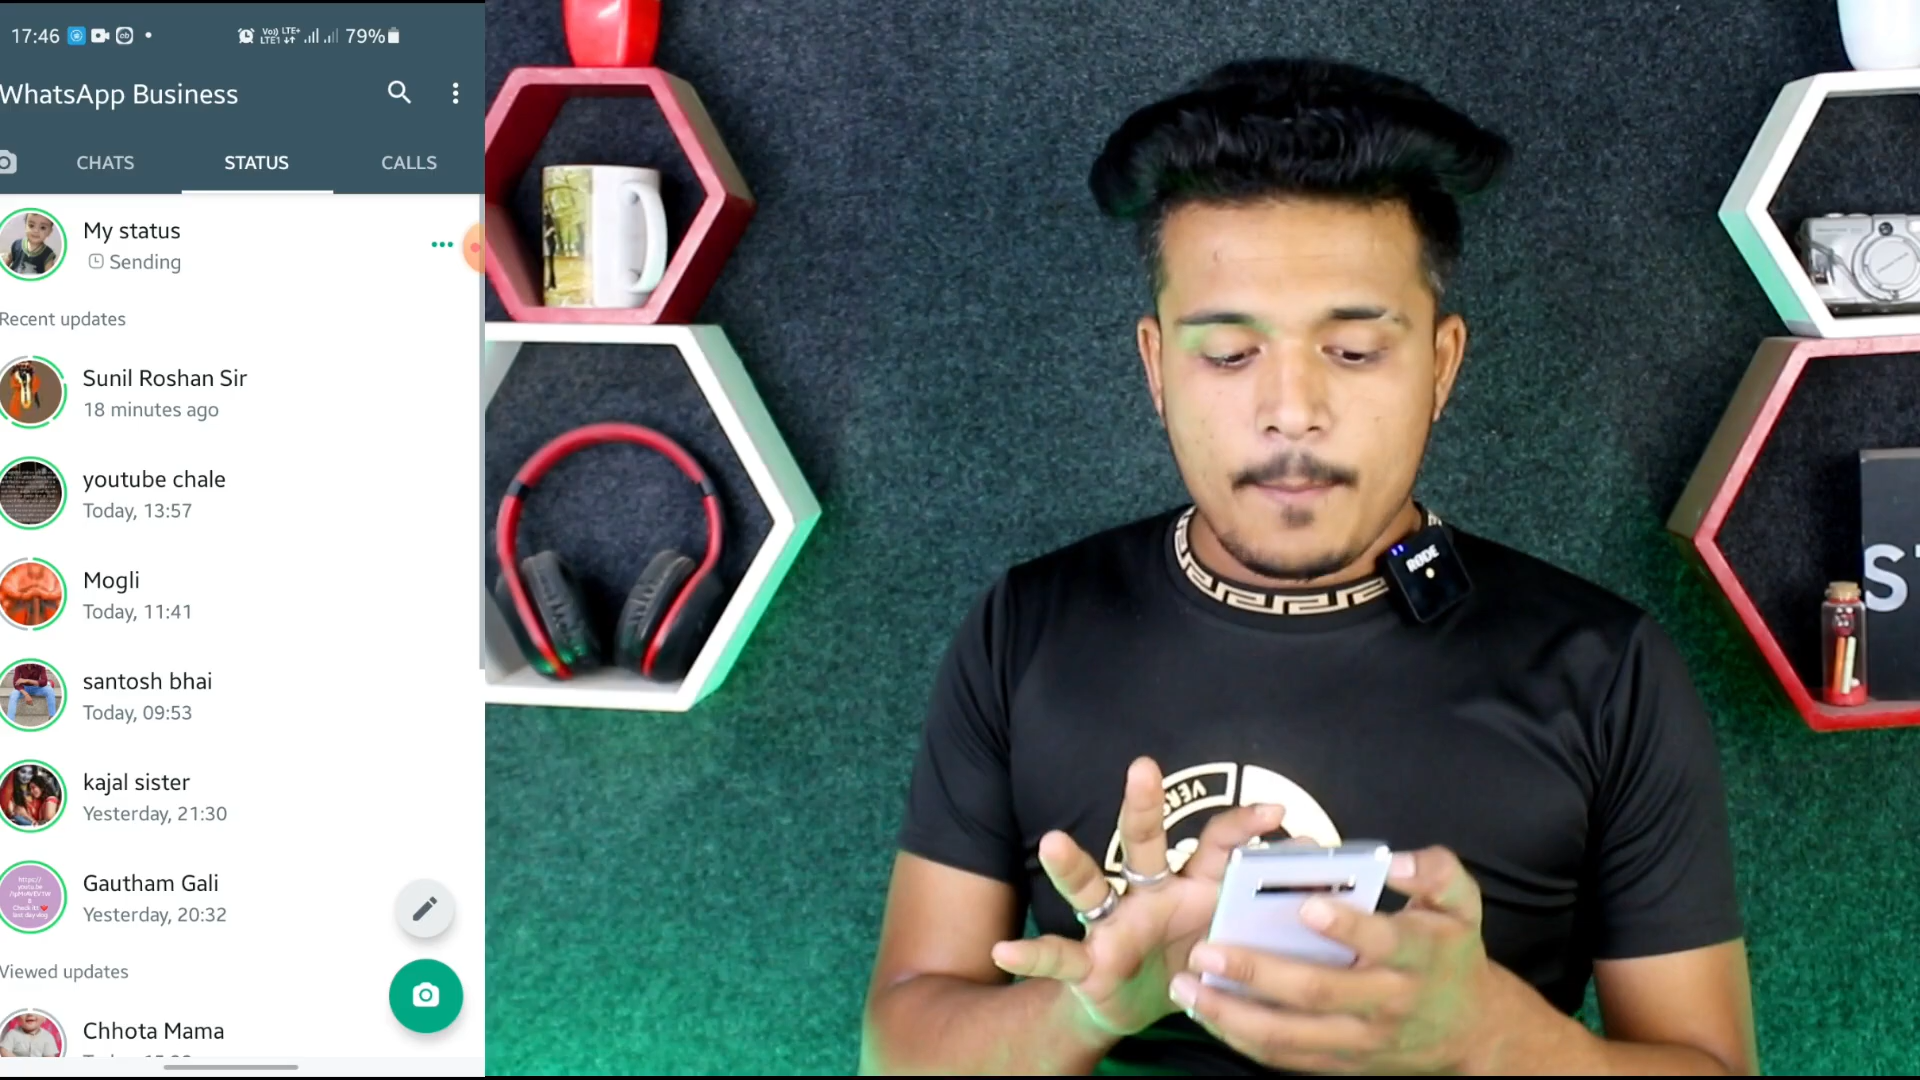 17:46 79%
WhatsApp Business
CHATS STATUS CALLS
My status
Sending
Recent updates
Sunil Roshan Sir
18 minutes ago
youtube chale
Today, 13:57
Mogli
Today, 11:41
santosh bhai
Today, 09:53
kajal sister
Yesterday, 21:30
Gautham Gali
Yesterday, 20:32
Viewed updates
Chhota Mama
RODE
VERS
ST